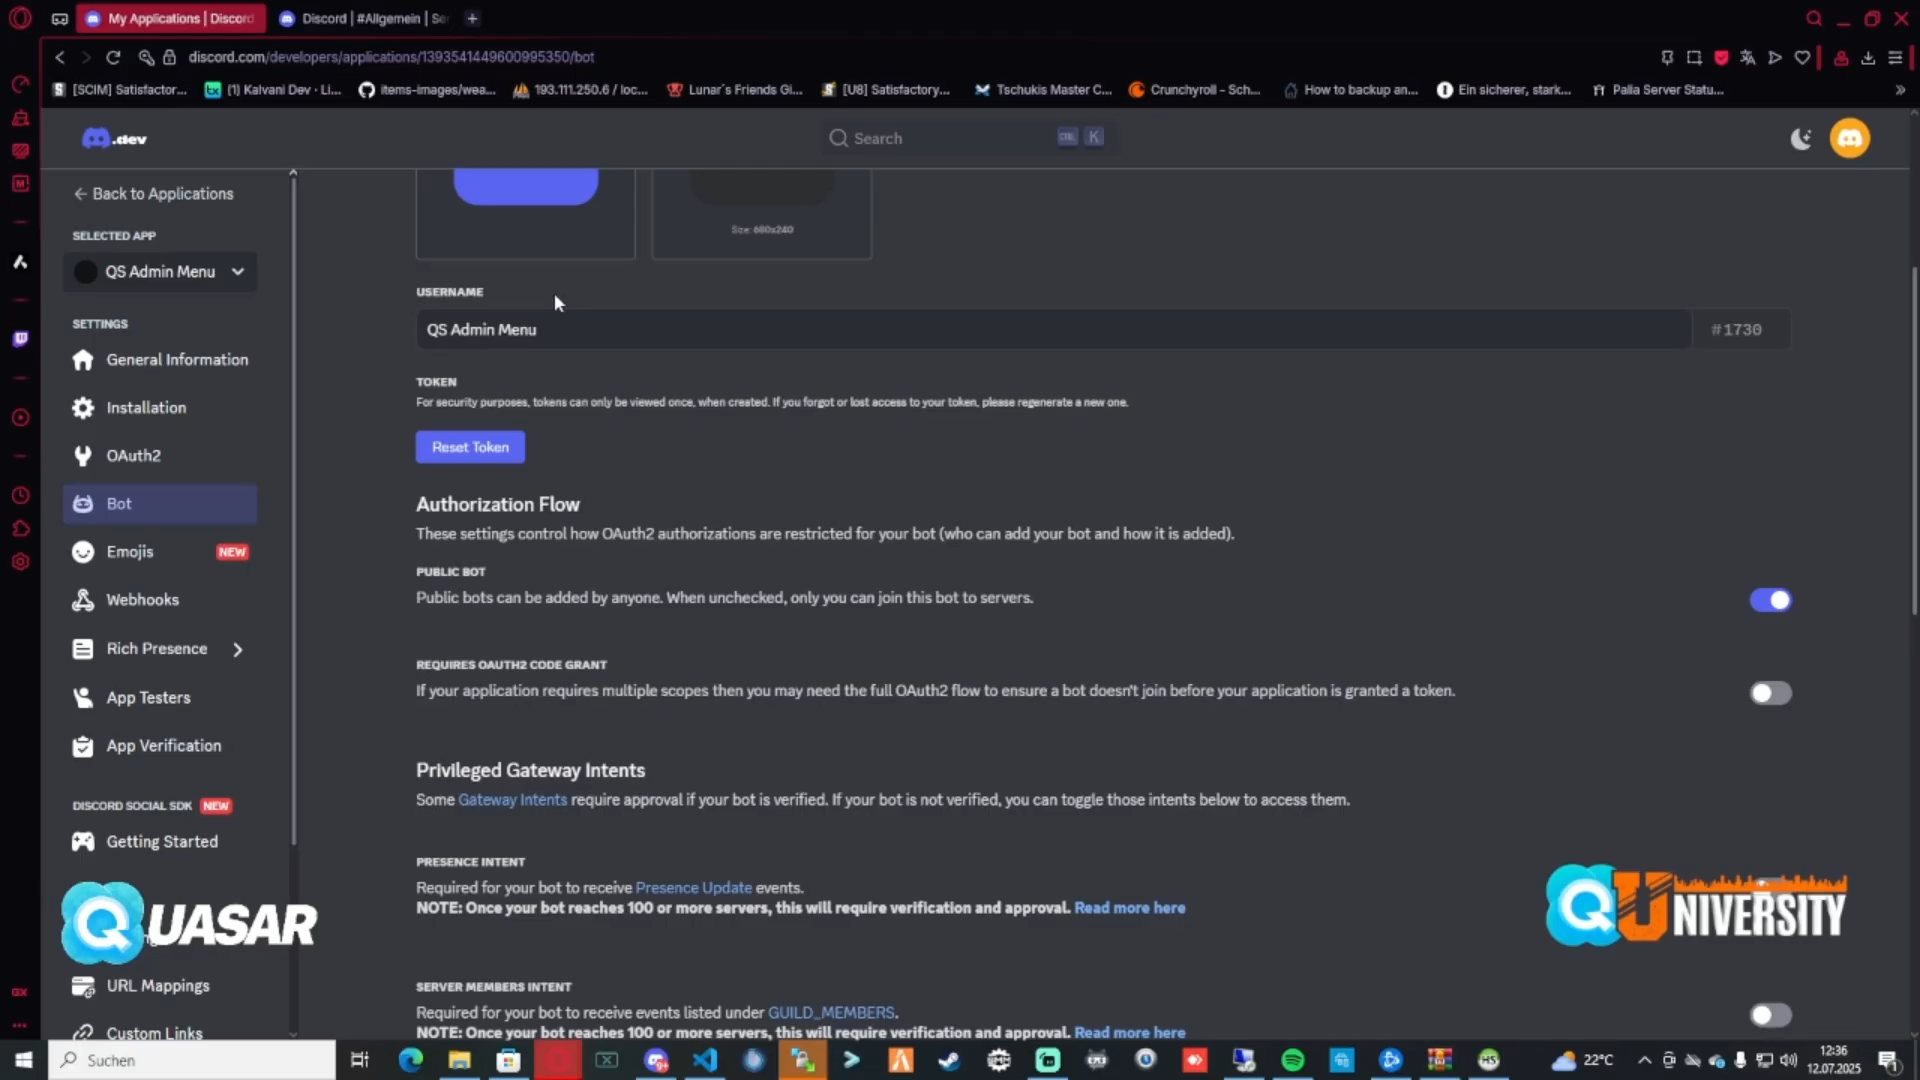 My Applications | Discord
Discord | #Allgemein | Se
discord.com/developers/applications/1393541449600995350/bot
[SCIM] Satisfactor...
(1) Kalvani Dev · Li...
items-images/wea...
193.111.250.6 / loc...
Lunar´s Friends Gi...
[U8] Satisfactory...
Tschukis Master C...
Crunchyroll - Sch...
How to backup an...
Ein sicherer, stark...
Palia Server Statu...
.dev
Search
CTRL K
Back to Applications
SELECTED APP
QS Admin Menu
SETTINGS
General Information
Installation
OAuth2
Bot
Emojis NEW
Webhooks
Rich Presence
App Testers
App Verification
DISCORD SOCIAL SDK NEW
Getting Started
URL Mappings
Custom Links
Size: 680x240
USERNAME
QS Admin Menu
#1730
TOKEN
For security purposes, tokens can only be viewed once, when created. If you forgot or lost access to your token, please regenerate a new one.
Reset Token
Authorization Flow
These settings control how OAuth2 authorizations are restricted for your bot (who can add your bot and how it is added).
PUBLIC BOT
Public bots can be added by anyone. When unchecked, only you can join this bot to servers.
REQUIRES OAUTH2 CODE GRANT
If your application requires multiple scopes then you may need the full OAuth2 flow to ensure a bot doesn't join before your application is granted a token.
Privileged Gateway Intents
Some Gateway Intents require approval if your bot is verified. If your bot is not verified, you can toggle those intents below to access them.
PRESENCE INTENT
Required for your bot to receive Presence Update events.
NOTE: Once your bot reaches 100 or more servers, this will require verification and approval. Read more here
SERVER MEMBERS INTENT
Required for your bot to receive events listed under GUILD_MEMBERS.
NOTE: Once your bot reaches 100 or more servers, this will require verification and approval. Read more here
QUASAR
QUNIVERSITY
GX
Suchen
22°C
12:36
12.07.2025